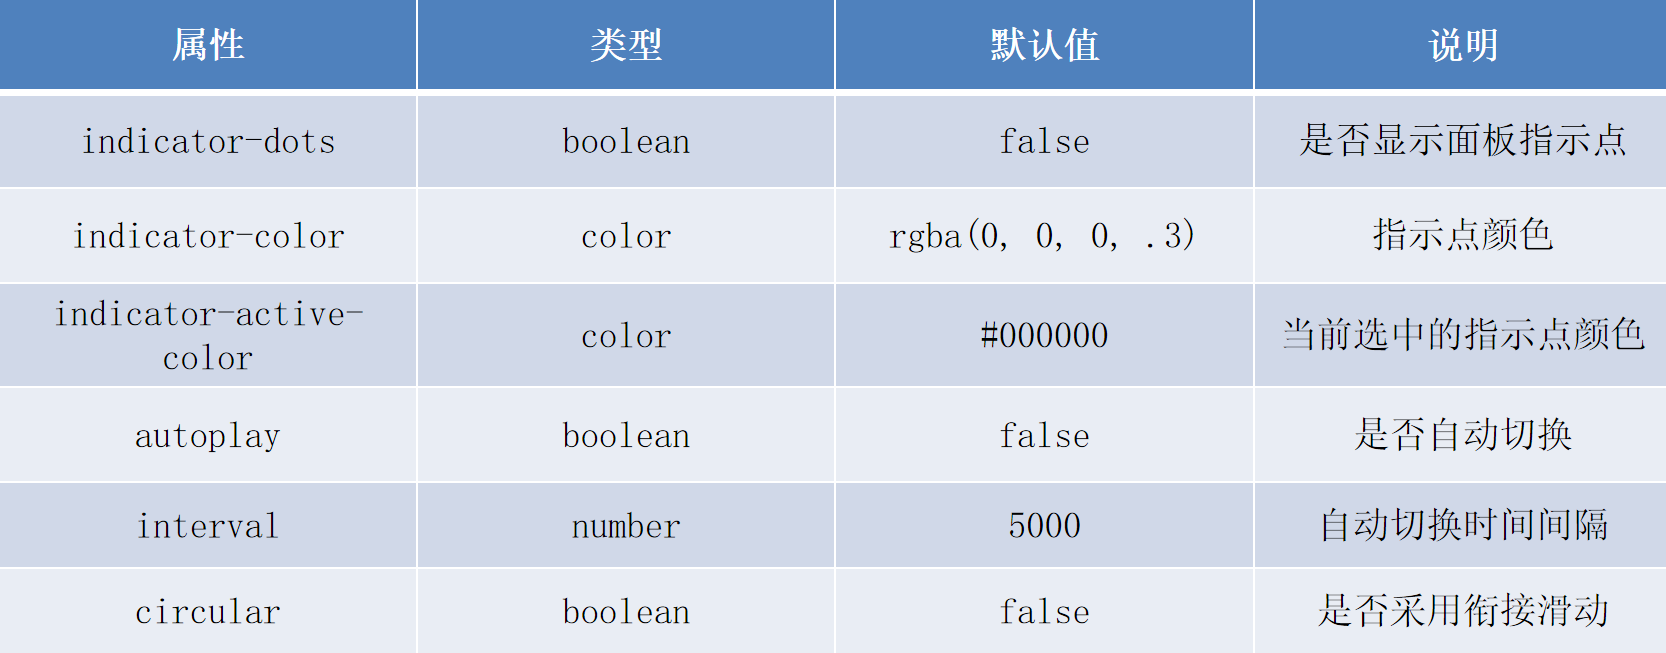 属性 类型 默认值 说明
indicator-dots boolean false 是否显示面板指示点
indicator-color color rgba(0, 0, 0, .3) 指示点颜色
indicator-active-
color color #000000 当前选中的指示点颜色
autoplay boolean false 是否自动切换
interval number 5000 自动切换时间间隔
circular boolean false 是否采用衔接滑动